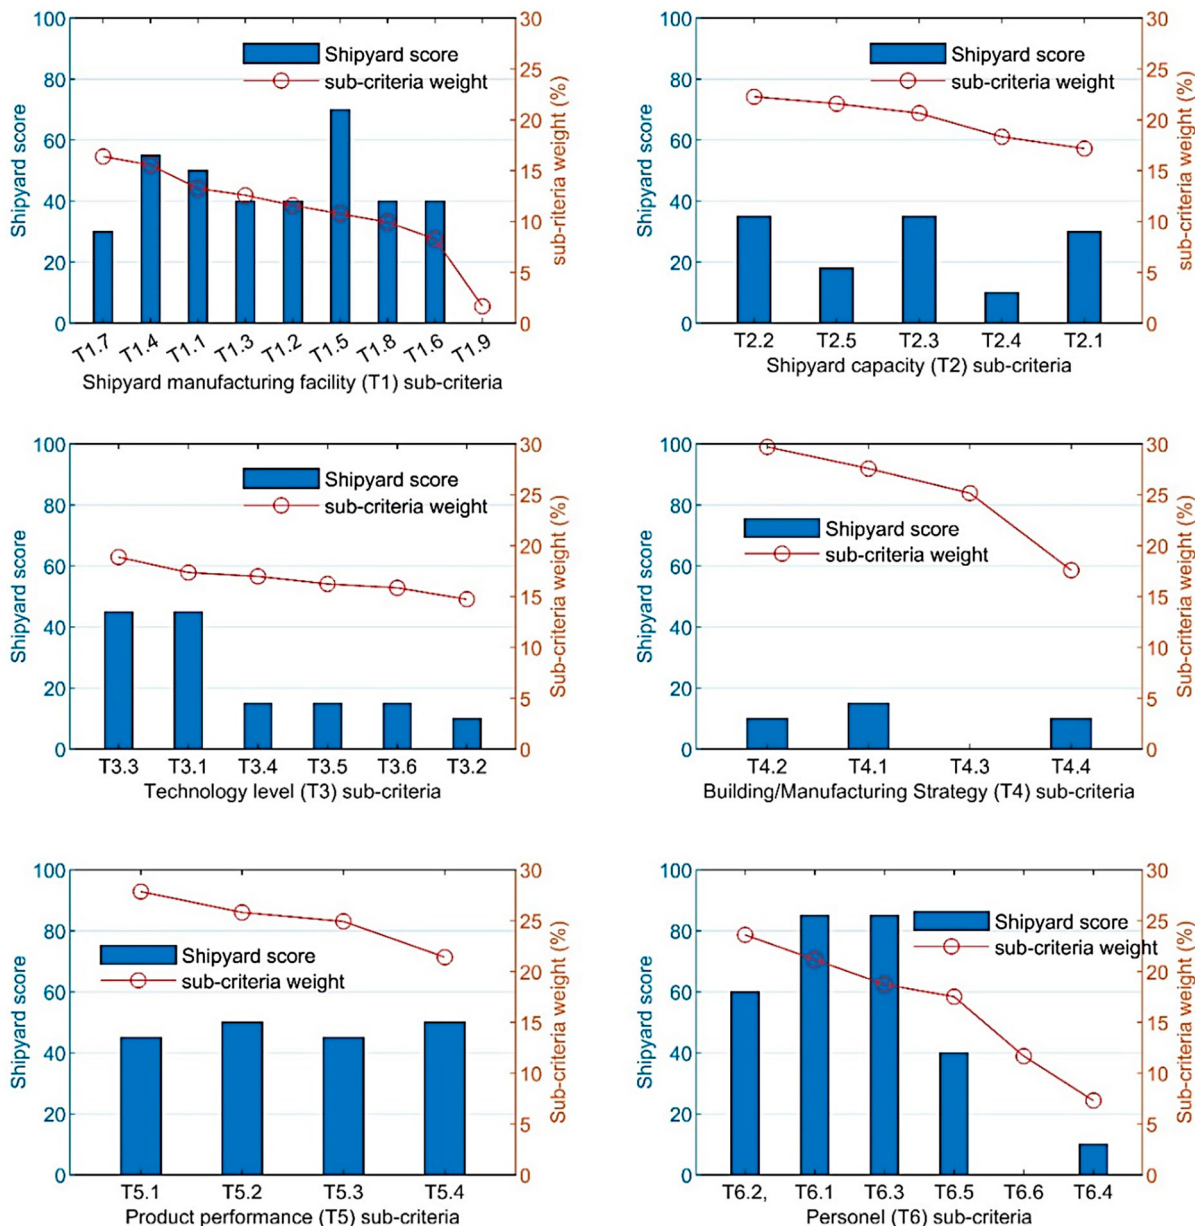 100
80
60
40
20
0
Shipyard score
Shipyard score
sub-criteria weight
30
25
20
15
10
5
0
sub-riteria weight (%)
T1.7 T1.4 T1.1 T1.3 T1.2 T1.5 T1.8 T1.6 T1.9
Shipyard manufacturing facility (T1) sub-criteria
100
80
60
40
20
0
Shipyard score
Shipyard score
sub-criteria weight
30
25
20
15
10
5
0
sub-criteria weight (%)
T2.2 T2.5 T2.3 T2.4 T2.1
Shipyard capacity (T2) sub-criteria
100
80
60
40
20
0
Shipyard score
Shipyard score
sub-criteria weight
30
25
20
15
10
5
0
Sub-criteria weight (%)
T3.3 T3.1 T3.4 T3.5 T3.6 T3.2
Technology level (T3) sub-criteria
100
80
60
40
20
0
Shipyard score
Shipyard score
sub-criteria weight
30
25
20
15
10
5
0
Sub-criteria weight (%)
T4.2 T4.1 T4.3 T4.4
Building/Manufacturing Strategy (T4) sub-criteria
100
80
60
40
20
0
Shipyard score
Shipyard score
sub-criteria weight
30
25
20
15
10
5
0
Sub-criteria weight (%)
T5.1 T5.2 T5.3 T5.4
Product performance (T5) sub-criteria
100
80
60
40
20
0
Shipyard score
Shipyard score
sub-criteria weight
30
25
20
15
10
5
0
Sub-criteria weight (%)
T6.2, T6.1 T6.3 T6.5 T6.6 T6.4
Personel (T6) sub-criteria